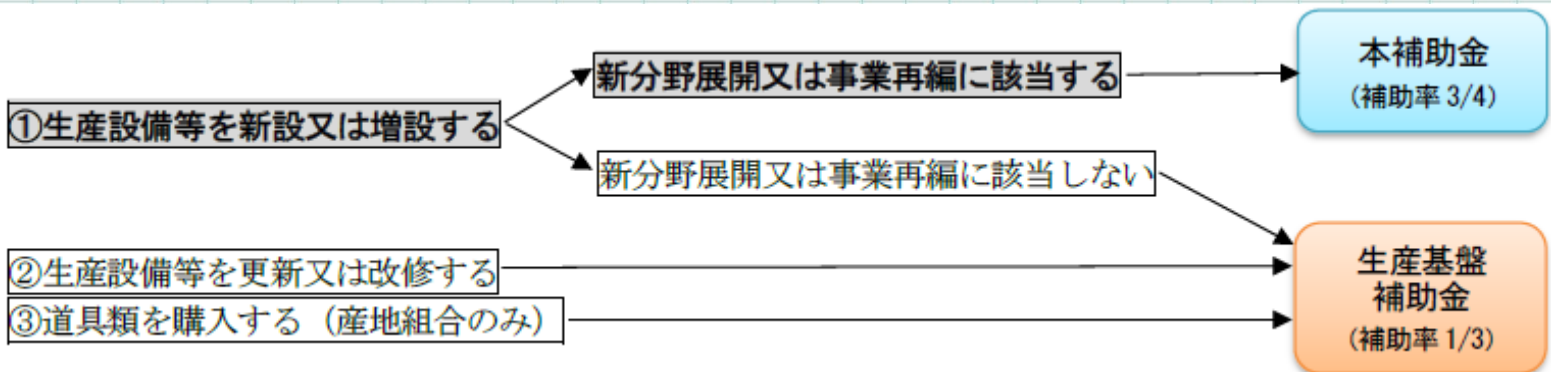 ①生産設備等を新設又は増設する
新分野展開又は事業再編に該当する
新分野展開又は事業再編に該当しない
本補助金
(補助率 3/4)
②生産設備等を更新又は改修する
③道具類を購入する（産地組合のみ）
生産基盤
補助金
(補助率 1/3)